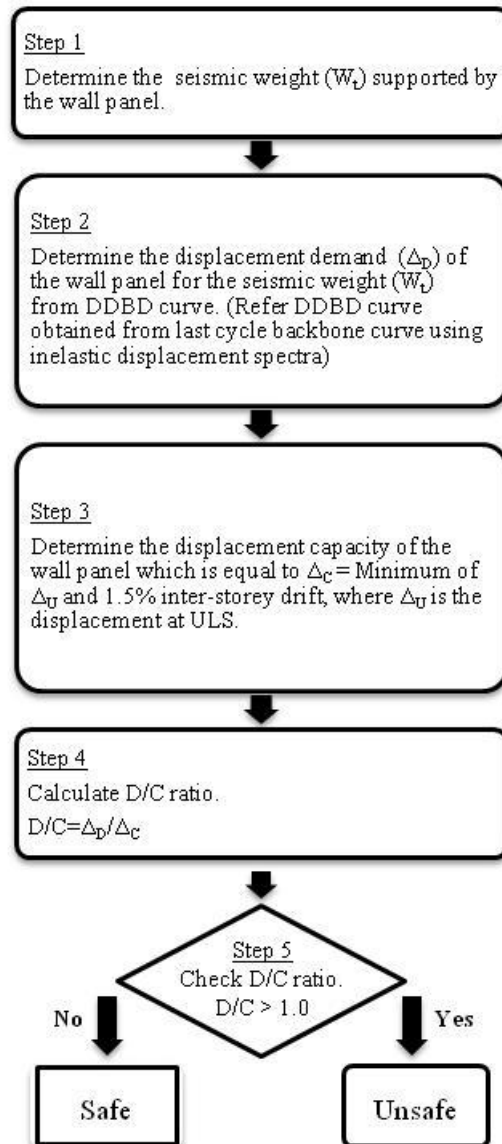 Step 1
Determine the seismic weight (Wt) supported by
the wall panel.
Step 2
Determine the displacement demand (ΔD) of
the wall panel for the seismic weight (Wt)
from DDBD curve. (Refer DDBD curve
obtained from last cycle backbone curve using
inelastic displacement spectra)
Step 3
Determine the displacement capacity of the
wall panel which is equal to ΔC = Minimum of
ΔU and 1.5% inter-storey drift, where ΔU is the
displacement at ULS.
Step 4
Calculate D/C ratio.
D/C=ΔD/ΔC
Step 5
Check D/C ratio.
D/C > 1.0
No
Yes
Safe
Unsafe